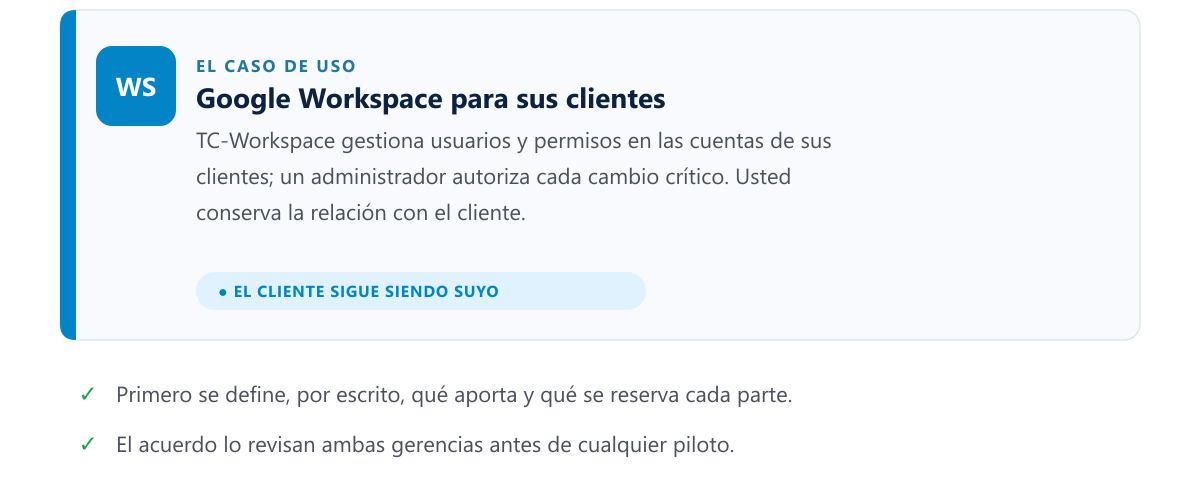 WS
EL CASO DE USO
Google Workspace para sus clientes
TC-Workspace gestiona usuarios y permisos en las cuentas de sus
clientes; un administrador autoriza cada cambio crítico. Usted
conserva la relación con el cliente.
● EL CLIENTE SIGUE SIENDO SUYO
✓ Primero se define, por escrito, qué aporta y qué se reserva cada parte.
✓ El acuerdo lo revisan ambas gerencias antes de cualquier piloto.